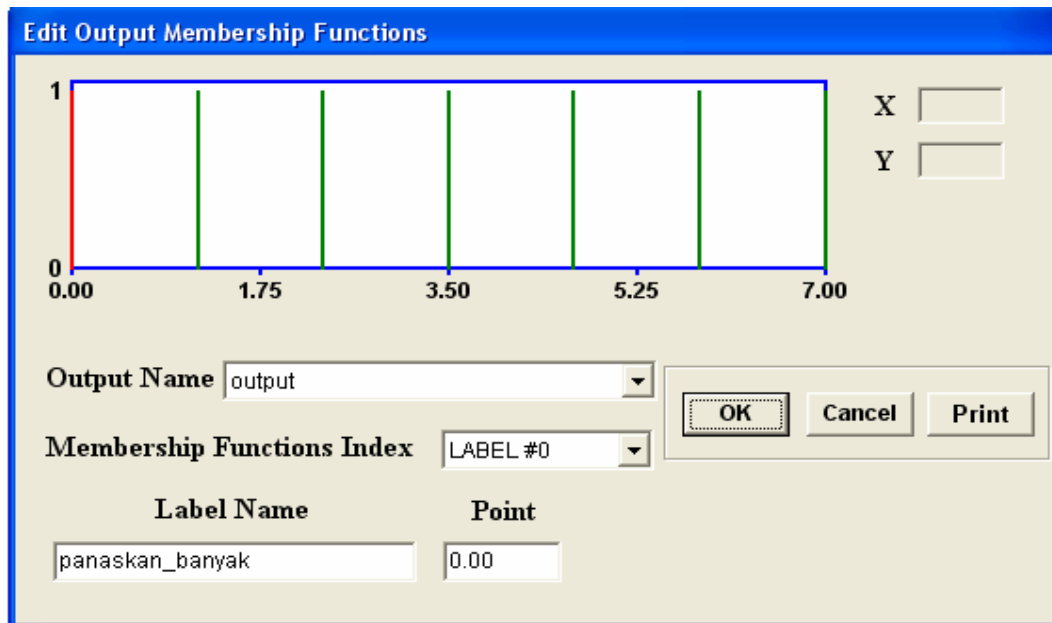 Edit Output Membership Functions
1
X
Y
0
0.00 1.75 3.50 5.25 7.00
Output Name output
OK Cancel Print
Membership Functions Index LABEL #0
Label Name Point
panaskan_banyak 0.00